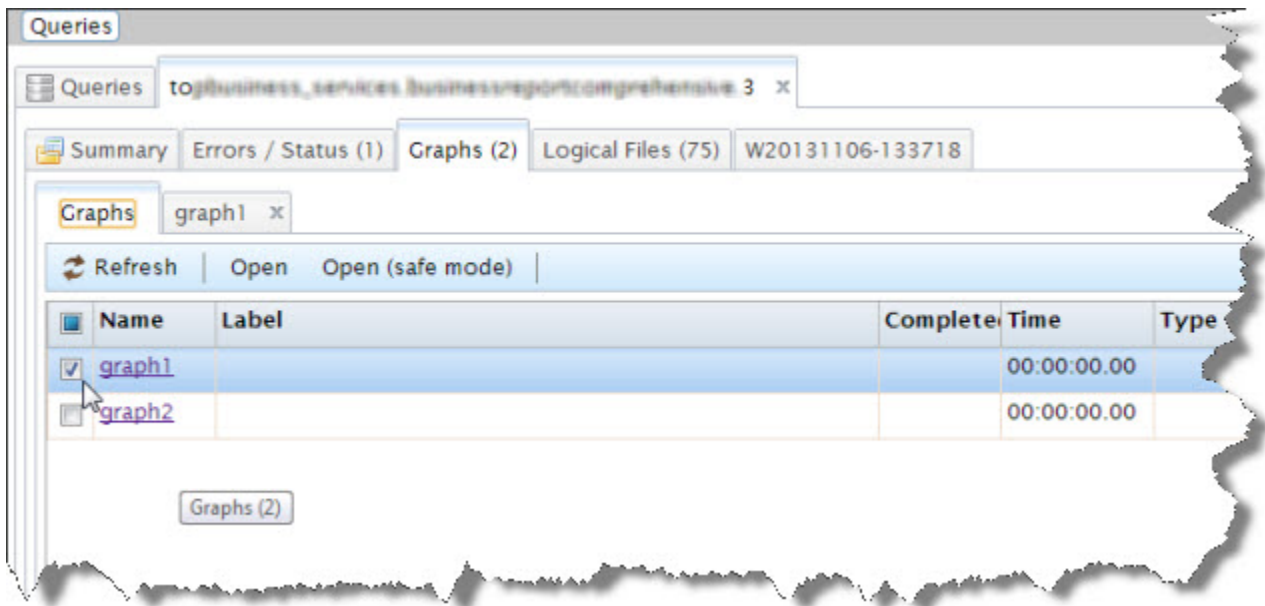 Queries
Queries to 3 x
Summary Errors / Status (1) Graphs (2) Logical Files (75) W20131106-133718
Graphs graph1 x
Refresh Open Open (safe mode)
Name Label Complete Time Type
graph1 00:00:00.00
graph2 00:00:00.00
Graphs (2)